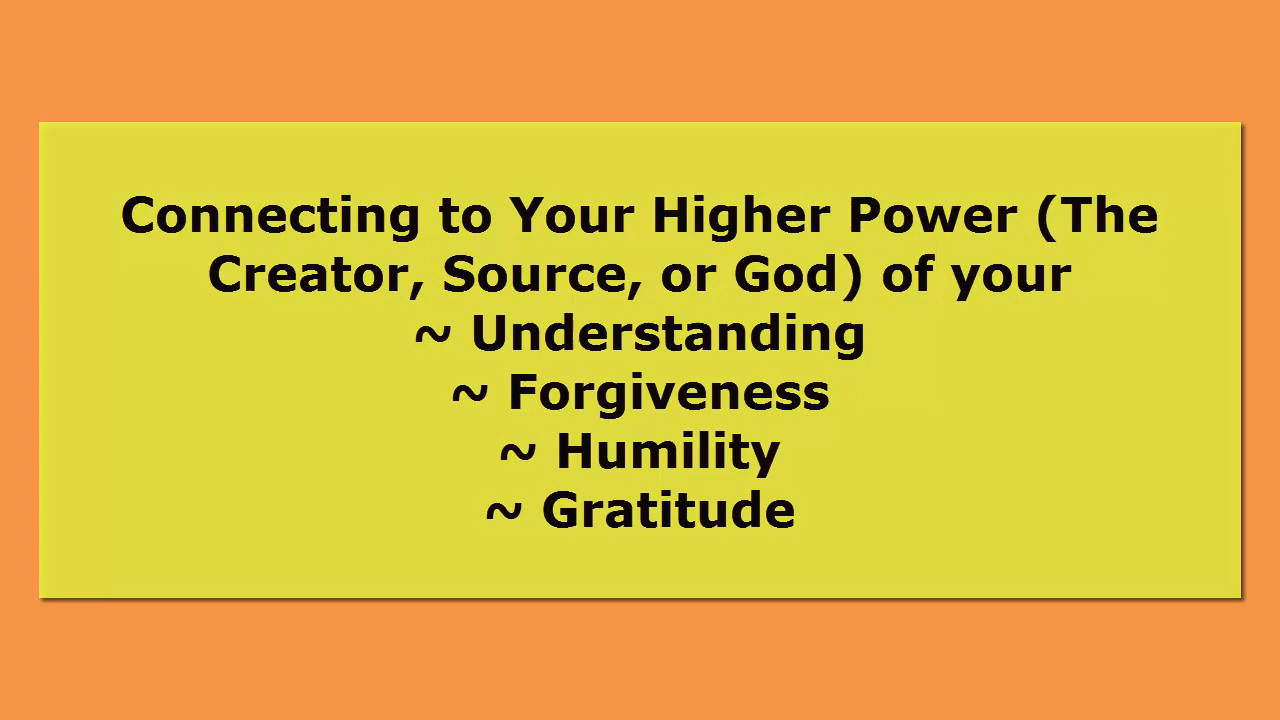 Connecting to Your Higher Power (The
Creator, Source, or God) of your
~ Understanding
~ Forgiveness
~ Humility
~ Gratitude